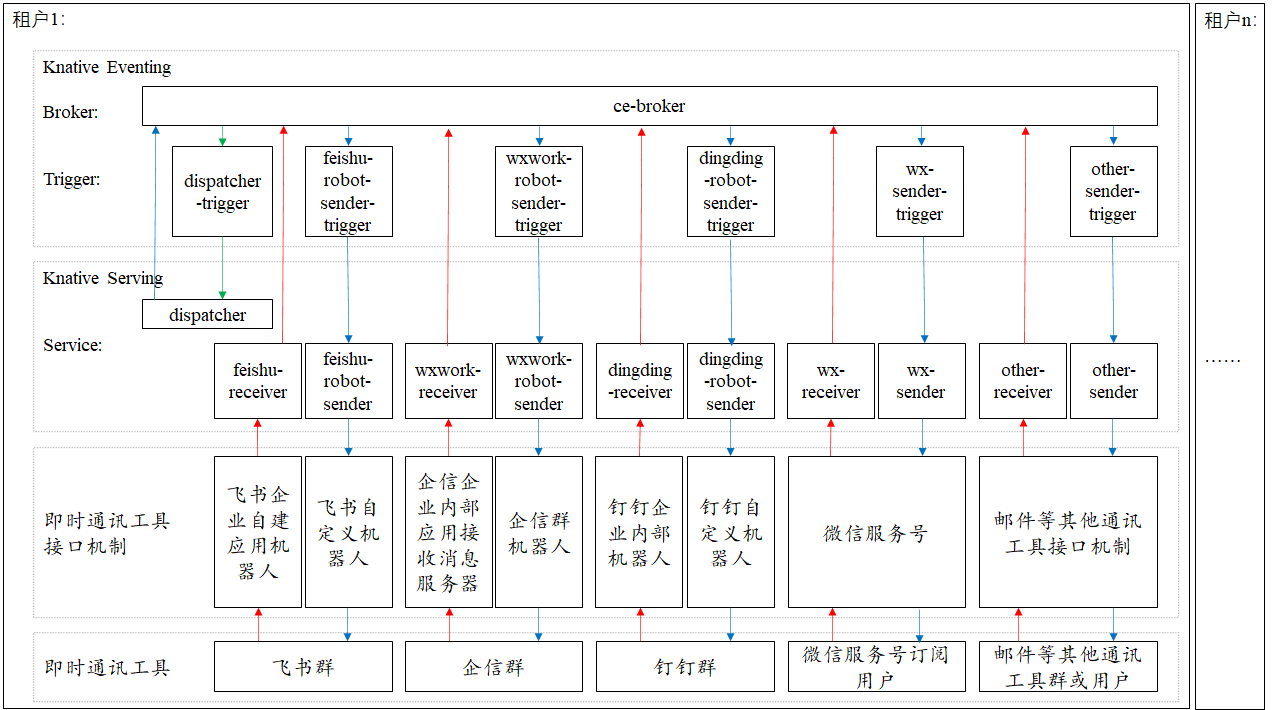 租户1:
租户n:
Knative Eventing
Broker:
ce-broker
Trigger:
dispatcher
-trigger
feishu-
robot-
sender-
trigger
wxwork-
robot-
sender-
trigger
dingding
-robot-
sender-
trigger
wx-
sender-
trigger
other-
sender-
trigger
Knative Serving
dispatcher
Service:
feishu-
receiver
feishu-
robot-
sender
wxwork-
receiver
wxwork-
robot-
sender
dingding
-receiver
dingding
-robot-
sender
wx-
receiver
wx-
sender
other-
receiver
other-
sender
……
即时通讯工具
接口机制
飞书企
业自建
应用机
器人
飞书自
定义机
器人
企信企
业内部
应用接
收消息
服务器
企信群
机器人
钉钉企
业内部
机器人
钉钉自
定义机
器人
微信服务号
邮件等其他通讯
工具接口机制
即时通讯工具
飞书群
企信群
钉钉群
微信服务号订阅
用户
邮件等其他通讯
工具群或用户